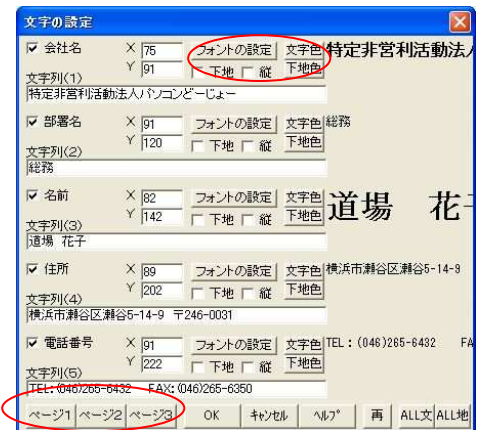 文字の設定
会社名 X 75 フォントの設定 文字色 特定非営利活動法人
Y 91 下地 縦 下地色
文字列(1)
特定非営利活動法人パソコンどーじょー
部署名 X 91 フォントの設定 文字色 総務
Y 120 下地 縦 下地色
文字列(2)
総務
名前 X 82 フォントの設定 文字色 道場 花子
Y 142 下地 縦 下地色
文字列(3)
道場 花子
住所 X 89 フォントの設定 文字色 横浜市瀬谷区瀬谷5-14-9
Y 202 下地 縦 下地色
文字列(4)
横浜市瀬谷区瀬谷5-14-9 〒246-0031
電話番号 X 91 フォントの設定 文字色 TEL:(046)265-6432 FA
Y 222 下地 縦 下地色
文字列(5)
TEL:(046)265-6432 FAX:(046)265-6350
ページ1 ページ2 ページ3 OK キャンセル ヘルプ 再 ALL文 ALL地